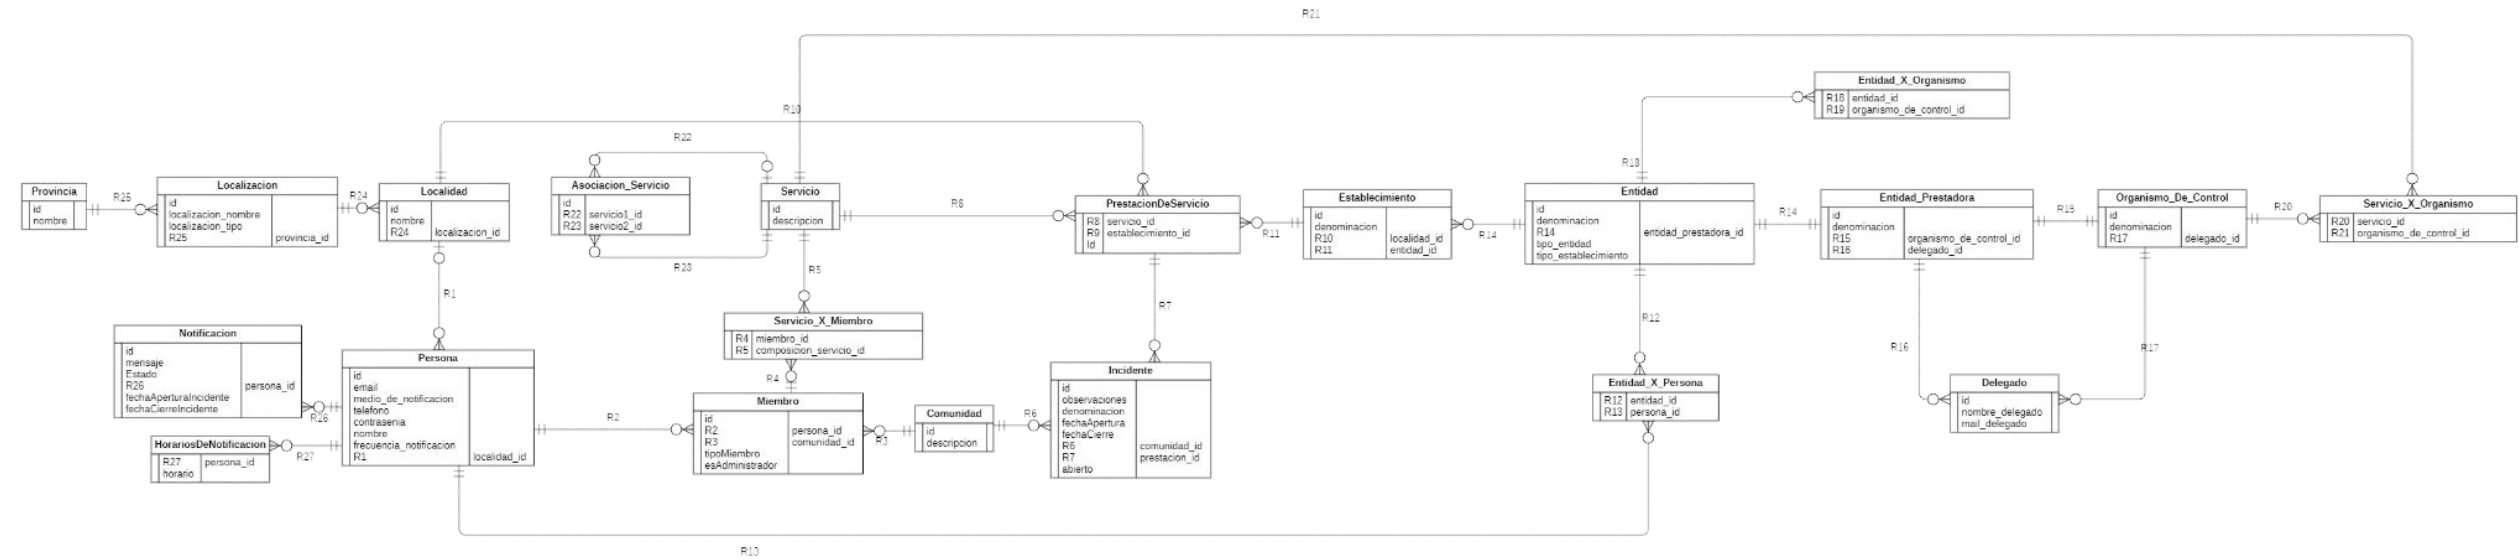 R21
Entidad_X_Organismo
R18 entidad_id
R19 organismo_de_control_id
R10
R22
R18
Provincia
id
nombre
R25
Localizacion
id
localizacion_nombre
localizacion_tipo
R25 provincia_id
R24
Localidad
id
nombre
R24 localizacion_id
Asociacion_Servicio
id
R22 servicio1_id
R23 servicio2_id
R23
Servicio
id
descripcion
R8
PrestacionDeServicio
R8 servicio_id
R9 establecimiento_id
Id
R11
Establecimiento
id
denominacion
R10 localidad_id
R11 entidad_id
R14
Entidad
id
denominacion
R14 entidad_prestadora_id
tipo_entidad
tipo_establecimiento
R14
Entidad_Prestadora
id
denominacion
R15 organismo_de_control_id
R16 delegado_id
R15
Organismo_De_Control
id
denominacion
R17 delegado_id
R20
Servicio_X_Organismo
R20 servicio_id
R21 organismo_de_control_id
R1
R5
R7
R12
R16
R17
Notificacion
id
mensaje
Estado
R26 persona_id
fechaAperturaIncidente
fechaCierreIncidente
R26
HorariosDeNotificacion
R27 persona_id
horario
R27
Persona
id
email
medio_de_notificacion
telefono
contrasenia
nombre
frecuencia_notificacion
R1 localidad_id
R2
Servicio_X_Miembro
R4 miembro_id
R5 composicion_servicio_id
R4
Miembro
id
R2 persona_id
R3 comunidad_id
tipoMiembro
esAdministrador
R3
Comunidad
id
descripcion
R6
Incidente
id
observaciones
denominacion
fechaApertura
fechaCierre
R6 comunidad_id
R7 prestacion_id
abierto
Entidad_X_Persona
R12 entidad_id
R13 persona_id
Delegado
id
nombre_delegado
mail_delegado
R13